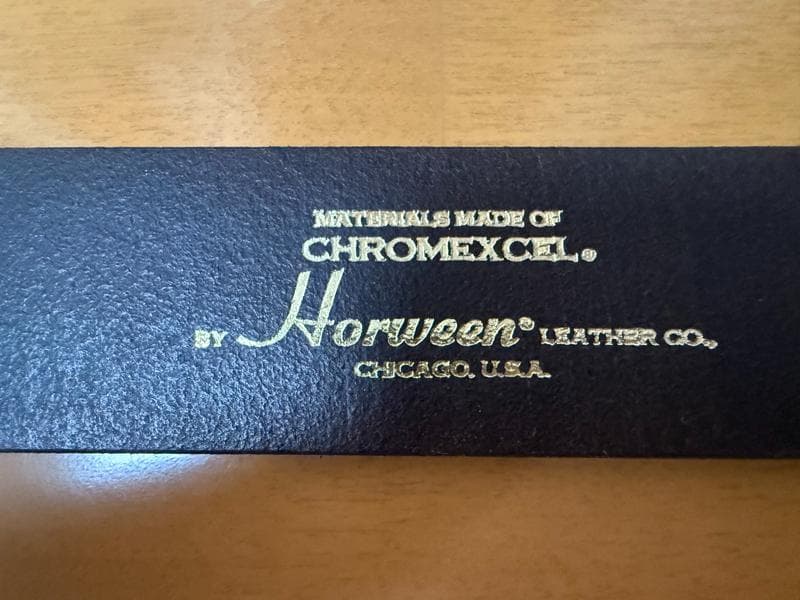 MATERIALS MADE OF
CHROMEXCEL®
BY Horween® LEATHER CO.,
CHICAGO, U.S.A.